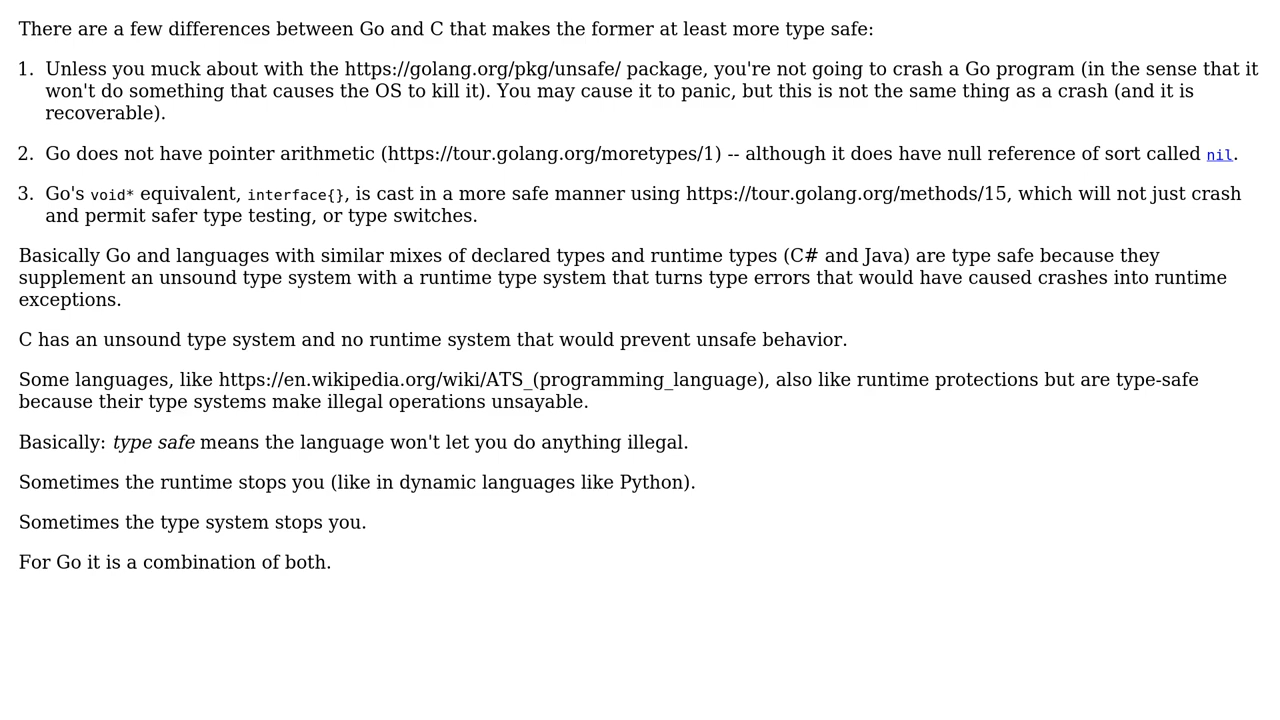 There are a few differences between Go and C that makes the former at least more type safe:
1. Unless you muck about with the https://golang.org/pkg/unsafe/ package, you're not going to crash a Go program (in the sense that it
won't do something that causes the OS to kill it). You may cause it to panic, but this is not the same thing as a crash (and it is
recoverable).
2. Go does not have pointer arithmetic (https://tour.golang.org/moretypes/1) -- although it does have null reference of sort called nil.
3. Go's void* equivalent, interface{}, is cast in a more safe manner using https://tour.golang.org/methods/15, which will not just crash
and permit safer type testing, or type switches.
Basically Go and languages with similar mixes of declared types and runtime types (C# and Java) are type safe because they
supplement an unsound type system with a runtime type system that turns type errors that would have caused crashes into runtime
exceptions.
C has an unsound type system and no runtime system that would prevent unsafe behavior.
Some languages, like https://en.wikipedia.org/wiki/ATS_(programming_language), also like runtime protections but are type-safe
because their type systems make illegal operations unsayable.
Basically: type safe means the language won't let you do anything illegal.
Sometimes the runtime stops you (like in dynamic languages like Python).
Sometimes the type system stops you.
For Go it is a combination of both.